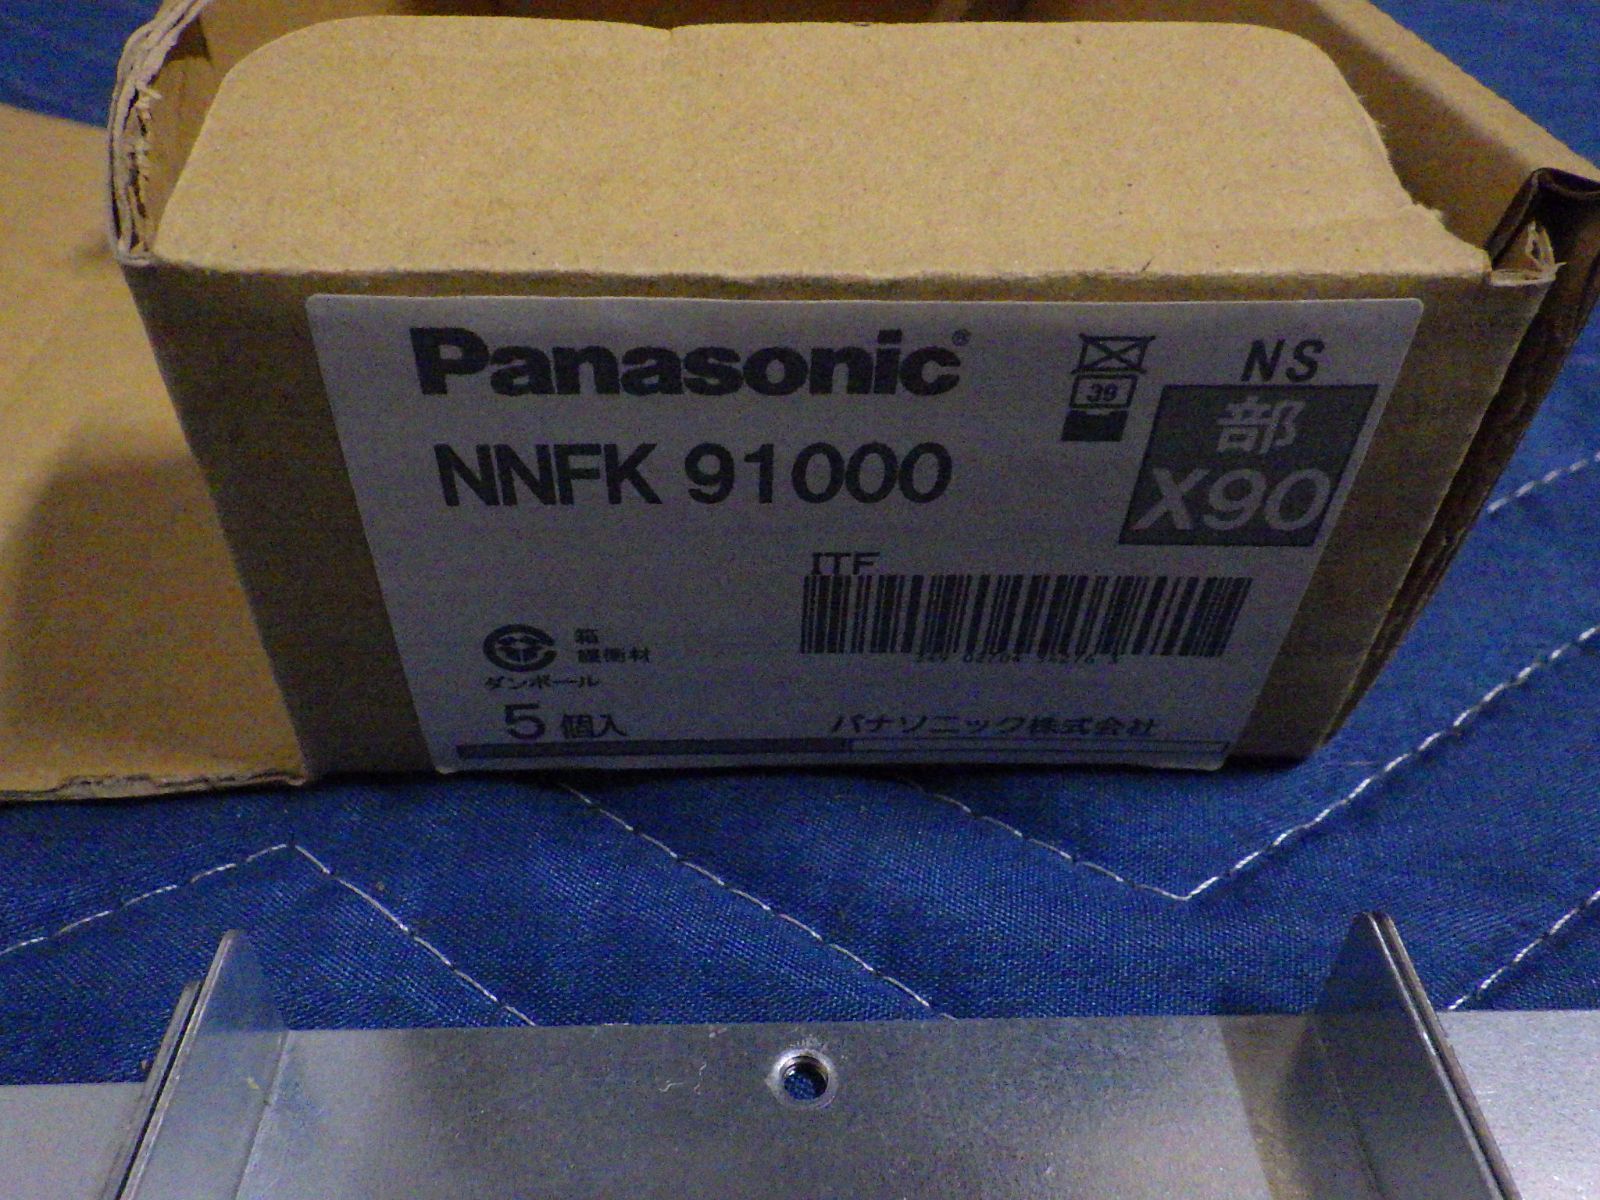 Panasonic®
NNFK 91000
39
NS
部
X90
ITF
箱
緩衝材
ダンボール
5個入
パナソニック株式会社